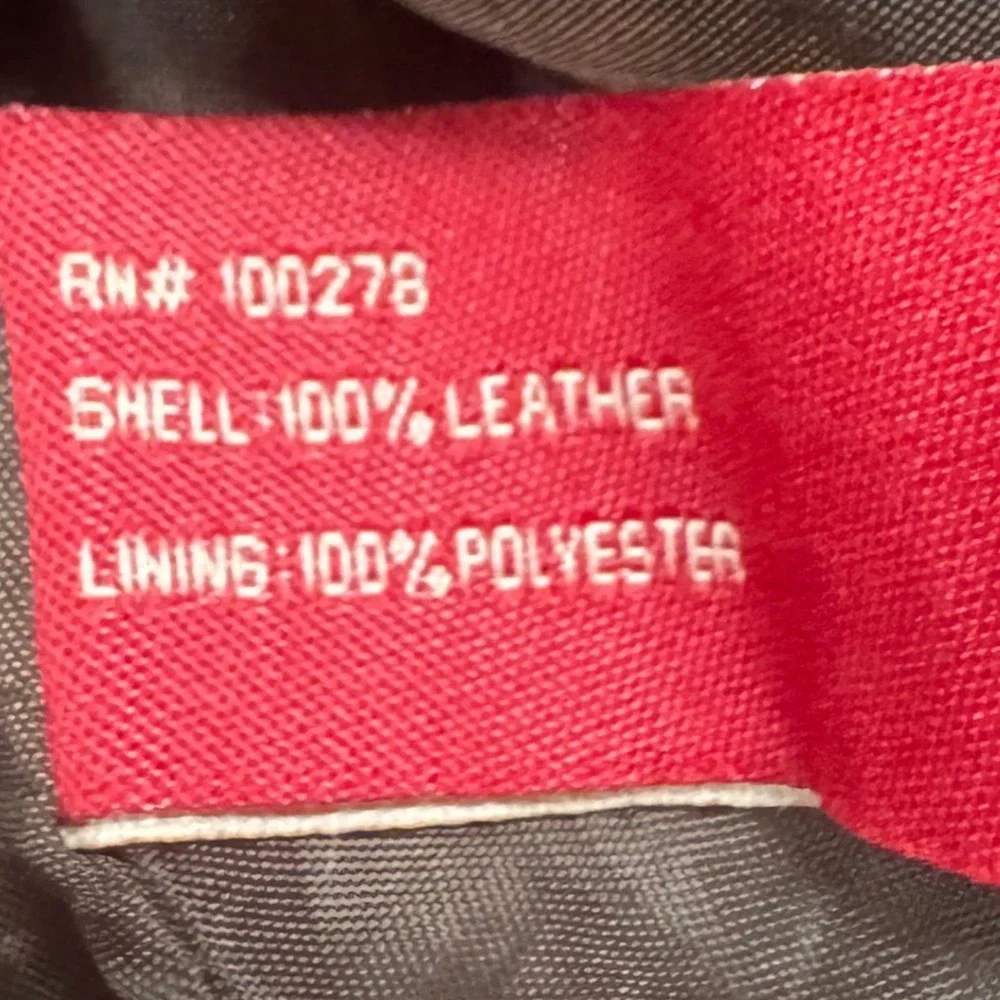 RN# 100278
SHELL:100% LEATHER
LINING:100% POLYESTER